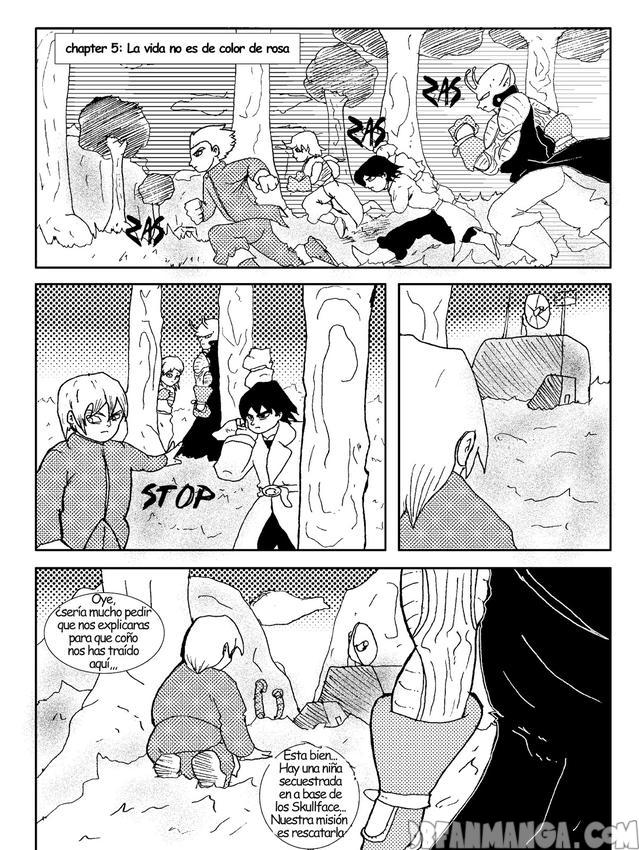 chapter 5: La vida no es de color de rosa
ZAS
ZAS
ZAS
STOP
Oye,
¿sería mucho pedir
que nos explicaras
para que coño
nos has traído
aquí,,,
Esta bien...
Hay una niña
secuestrada
en a base de
los Skullface...
Nuestra misión
es rescatarla
DBFANMANGA.COM